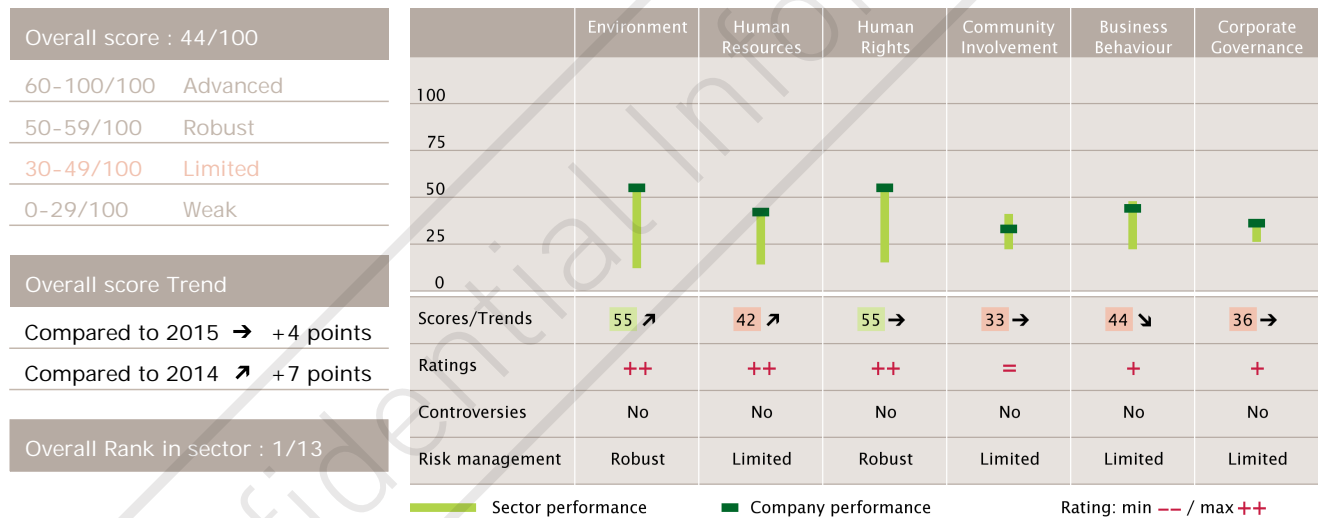 Overall score : 44/100
60-100/100 Advanced
50-59/100 Robust
30-49/100 Limited
0-29/100 Weak
Overall score Trend
Compared to 2015 ➔ +4 points
Compared to 2014 ➚ +7 points
Overall Rank in sector : 1/13
Environment Human Resources Human Rights Community Involvement Business Behaviour Corporate Governance
100
75
50
25
0
Scores/Trends 55 ➚ 42 ➚ 55 ➔ 33 ➔ 44 ➘ 36 ➔
Ratings ++ ++ ++ = + +
Controversies No No No No No No
Risk management Robust Limited Robust Limited Limited Limited
Sector performance Company performance Rating: min -- / max ++
fidential Infor